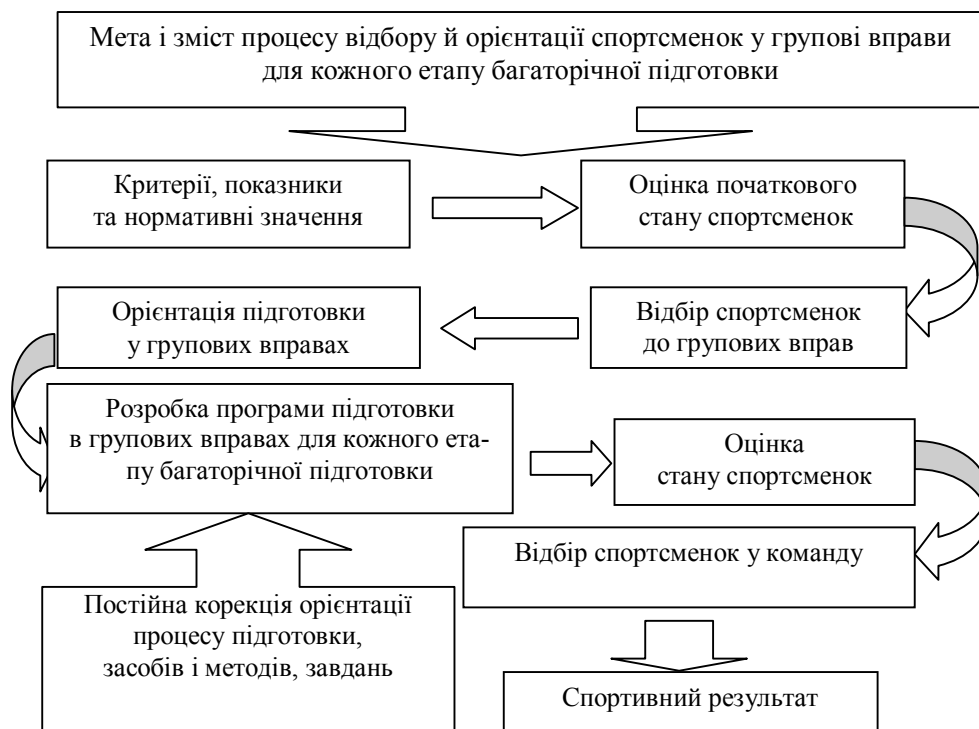 Мета і зміст процесу відбору й орієнтації спортсменок у групові вправи
для кожного етапу багаторічної підготовки
Критерії, показники
та нормативні значення
Оцінка початкового
стану спортсменок
Орієнтація підготовки
у групових вправах
Відбір спортсменок
до групових вправ
Розробка програми підготовки
в групових вправах для кожного ета-
пу багаторічної підготовки
Оцінка
стану спортсменок
Відбір спортсменок у команду
Постійна корекція орієнтації
процесу підготовки,
засобів і методів, завдань
Спортивний результат